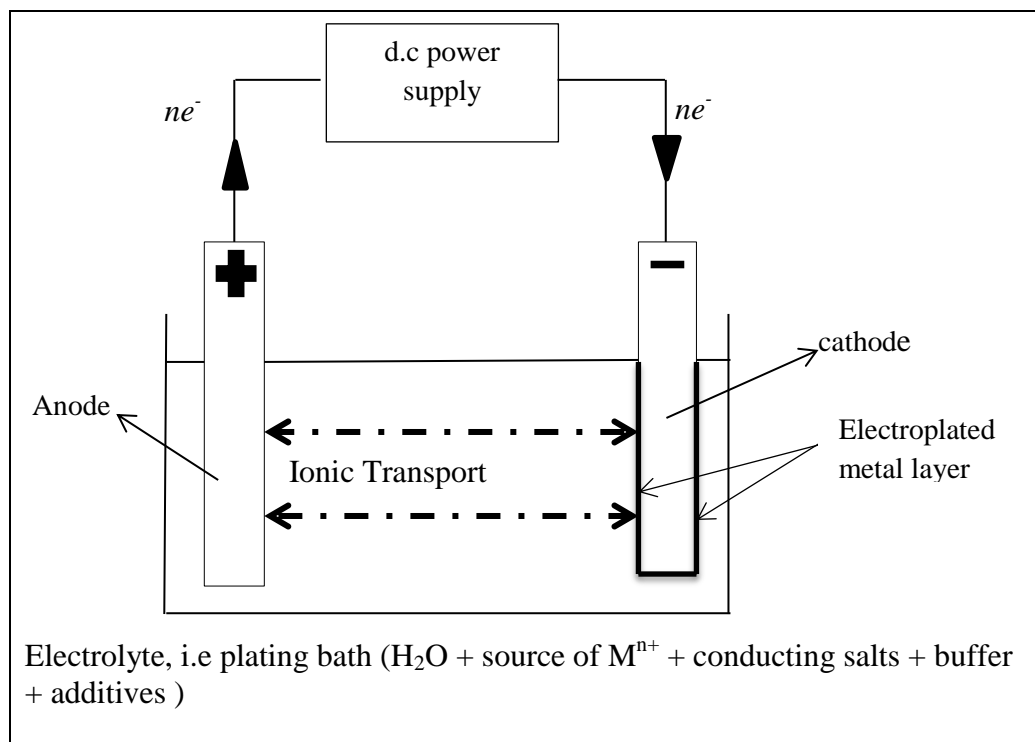 d.c power
supply
ne⁻
ne⁻
+
−
cathode
Anode
Electroplated
metal layer
Ionic Transport
Electrolyte, i.e plating bath (H₂O + source of Mⁿ⁺ + conducting salts + buffer
+ additives )